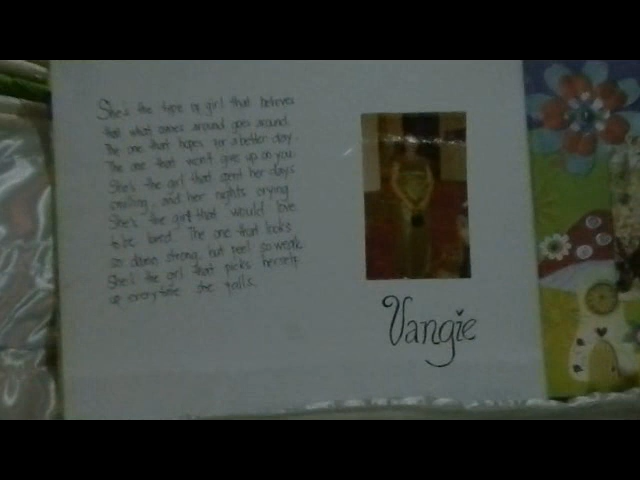 She's the type of girl that believes
that what comes around goes around.
The one that hopes for a better day.
The one that won't give up on you.
She's the girl that spent her days
smiling, and her nights crying.
She's the girl that would love
to be loved. The one that looks
so damn strong, but feel so weak.
She's the girl that picks herself
up everytime she falls.
Vangie